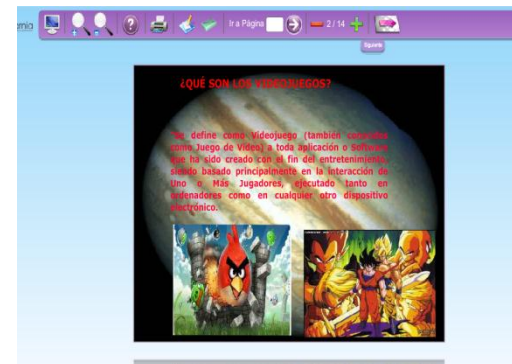 Ir a Página
2 / 14
Siguiente
¿QUÉ SON LOS VIDEOJUEGOS?
define como Videojuego (también conocidos
como Juego de Video) a toda aplicación o Software
que ha sido creado con el fin del entretenimiento,
siendo basado principalmente en la interacción de
Uno o Más Jugadores, ejecutado tanto en
ordenadores como en cualquier otro dispositivo
electrónico.